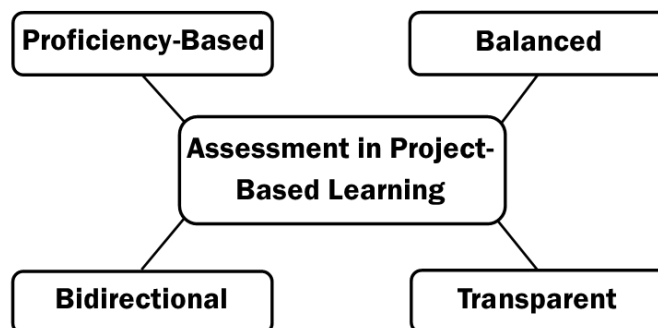 Proficiency-Based
Balanced
Assessment in Project-
Based Learning
Bidirectional
Transparent